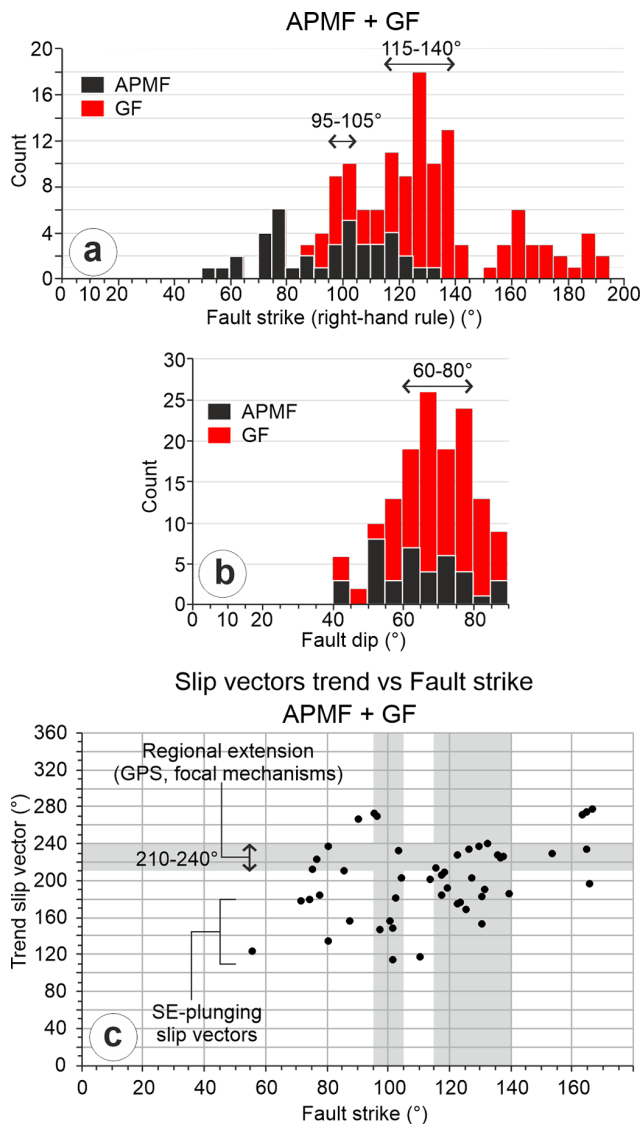 APMF + GF
20
16
12
8
4
0
Count
APMF
GF
115-140°
95-105°
a
0 10 20 40 60 80 100 120 140 160 180 200
Fault strike (right-hand rule) (°)
30
25
20
15
10
5
0
Count
APMF
GF
60-80°
b
0 10 20 40 60 80
Fault dip (°)
Slip vectors trend vs Fault strike
APMF + GF
360
320
280
240
200
160
120
80
40
0
Trend slip vector (°)
Regional extension
(GPS, focal mechanisms)
210-240°
SE-plunging
slip vectors
c
0 20 40 60 80 100 120 140 160
Fault strike (°)